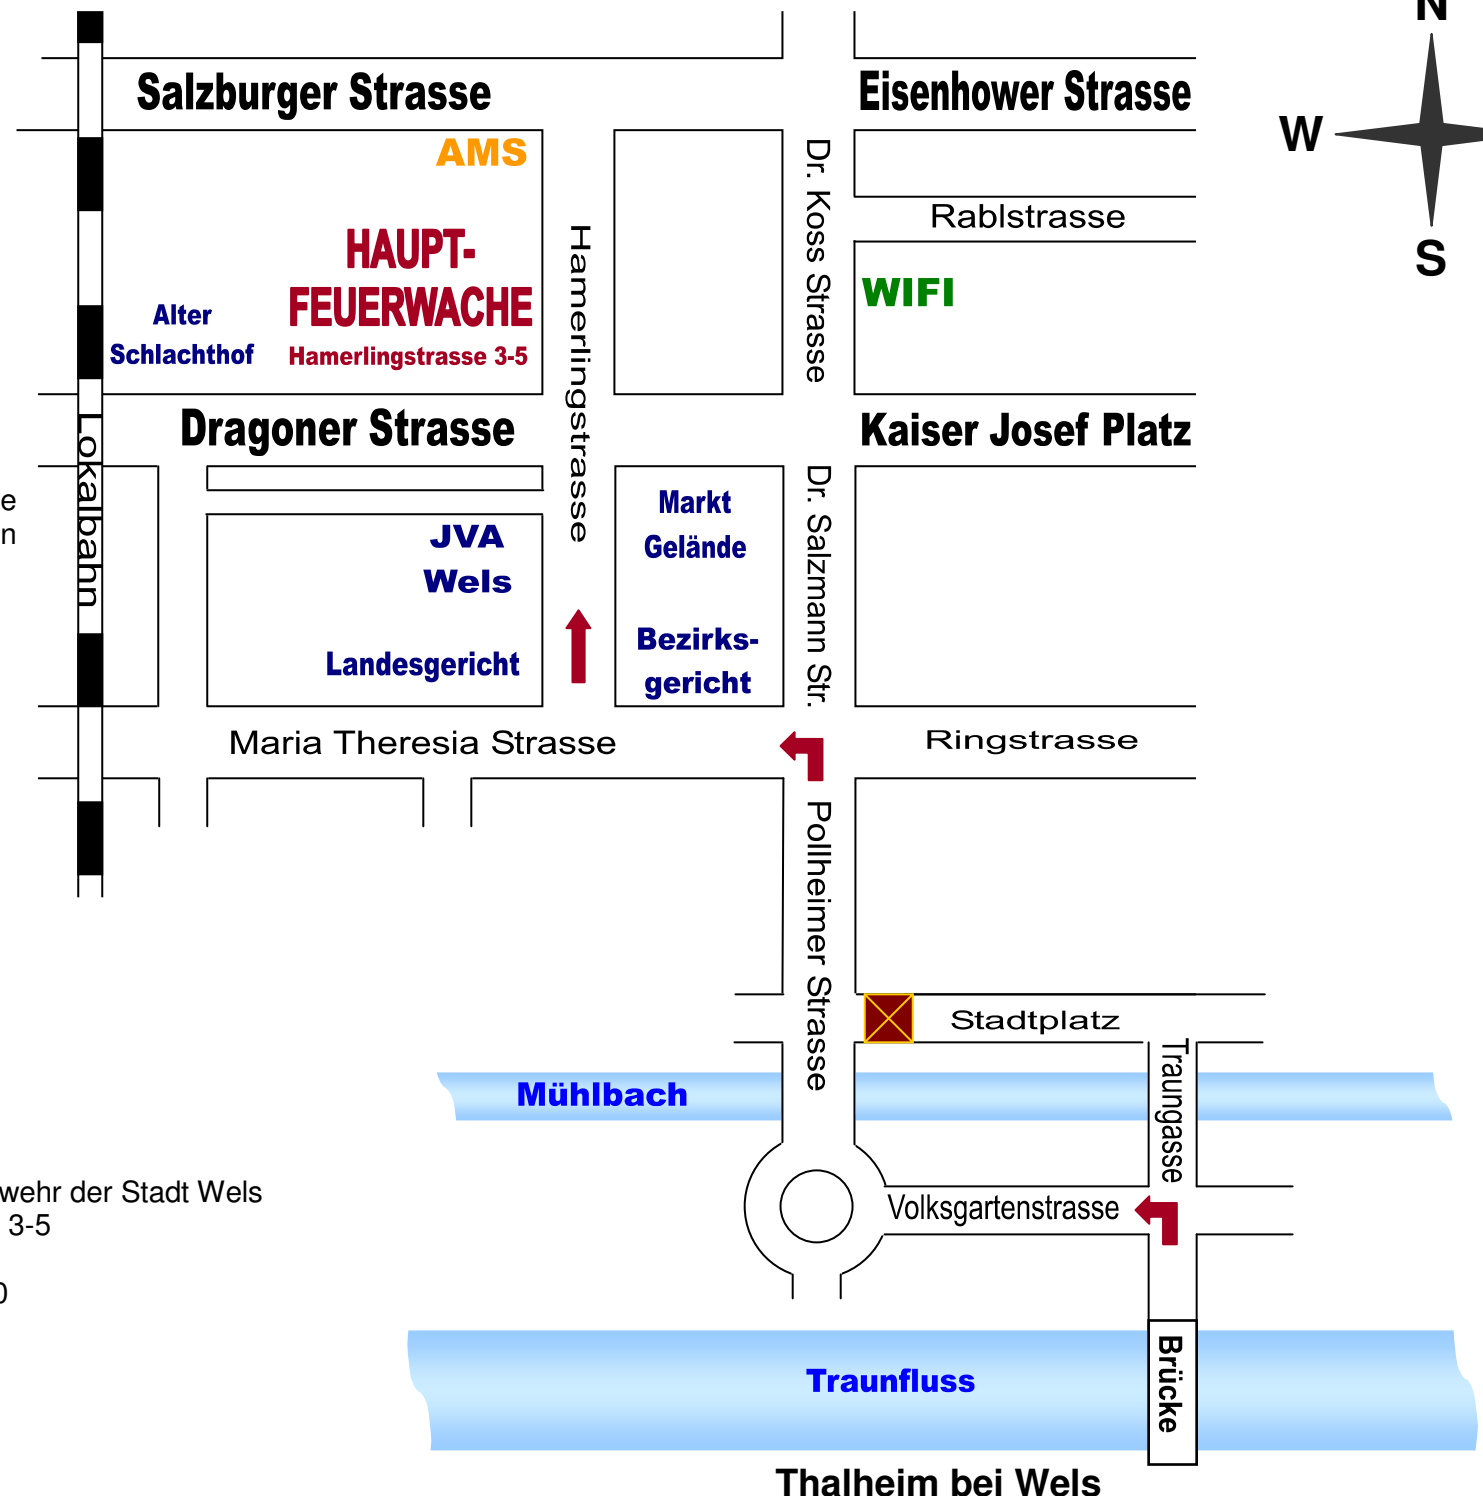 N
Salzburger Strasse
Eisenhower Strasse
W
AMS
Dr. Koss Strasse
Rablstrasse
S
HAUPT-
FEUERWACHE
Hamerlingstrasse 3-5
Hamerlingstrasse
WIFI
Alter
Schlachthof
Dragoner Strasse
Kaiser Josef Platz
Lokalbahn
e
n
Markt
Gelände
Dr. Salzmann Str.
JVA
Wels
Landesgericht
Bezirks-
gericht
Maria Theresia Strasse
Ringstrasse
Pollheimer Strasse
Stadtplatz
Traungasse
Mühlbach
wehr der Stadt Wels
3-5
Volksgartenstrasse
Brücke
Traunfluss
Thalheim bei Wels